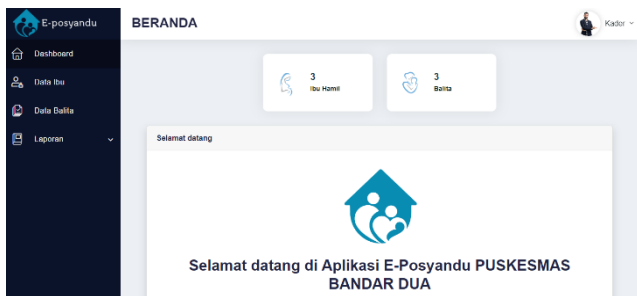 E-posyandu
BERANDA
Kader
Dashboard
Data Ibu
Data Balita
Laporan
3
Ibu Hamil
3
Balita
Selamat datang
Selamat datang di Aplikasi E-Posyandu PUSKESMAS
BANDAR DUA